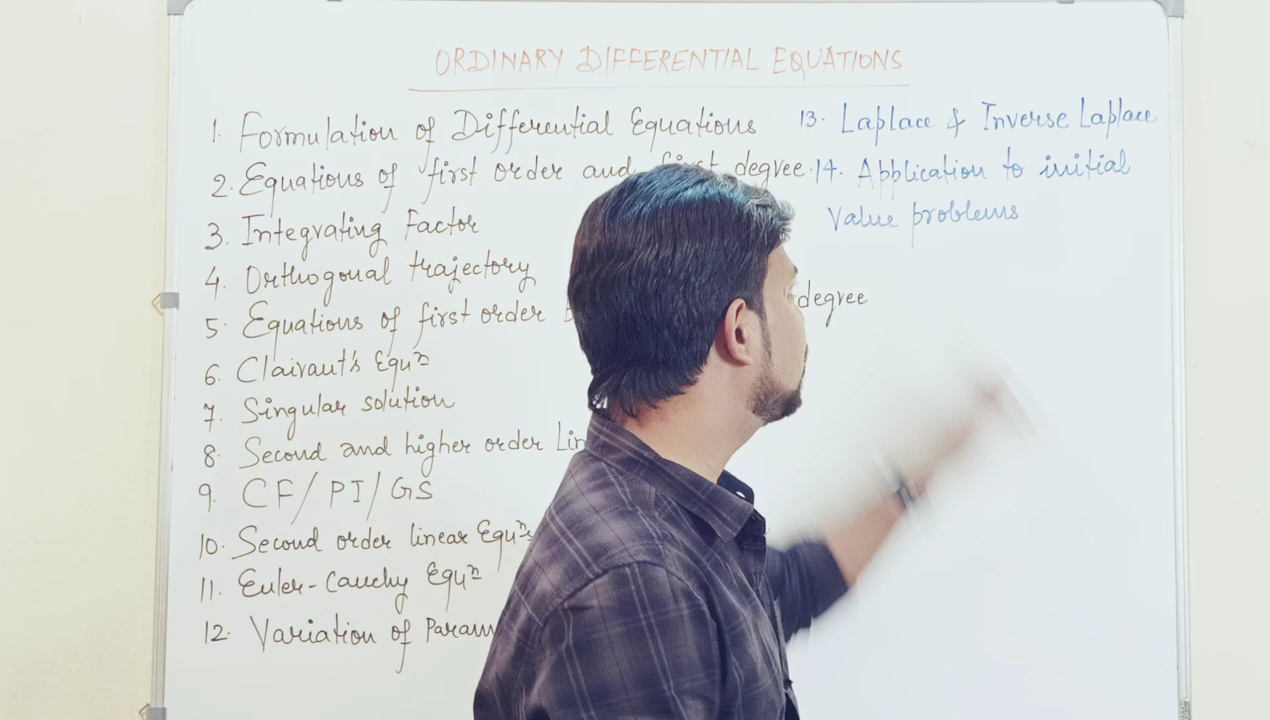 ORDINARY DIFFERENTIAL EQUATIONS
1. Formulation of Differential Equations
2. Equations of first order and first degree.
3. Integrating Factor
4. Orthogonal trajectory
5. Equations of first order degree
6. Clairaut's Equⁿ
7. Singular solution
8. Second and higher order
9. CF/PI/GS
10. Second order linear Equⁿs
11. Euler-Cauchy Equⁿ
12. Variation of
13. Laplace & Inverse Laplace
14. Application to initial
Value problems